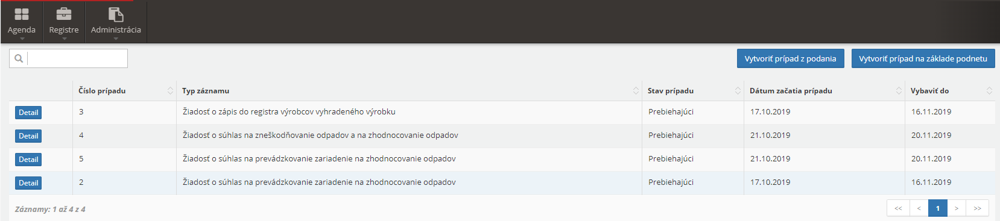 Agenda Registre Administrácia
Vytvoriť prípad z podania Vytvoriť prípad na základe podnetu
Číslo prípadu Typ záznamu Stav prípadu Dátum začatia prípadu Vybaviť do
Detail 3 Žiadosť o zápis do registra výrobcov vyhradeného výrobku Prebiehajúci 17.10.2019 16.11.2019
Detail 4 Žiadosť o súhlas na zneškodňovanie odpadov a na zhodnocovanie odpadov Prebiehajúci 21.10.2019 20.11.2019
Detail 5 Žiadosť o súhlas na prevádzkovanie zariadenie na zhodnocovanie odpadov Prebiehajúci 21.10.2019 20.11.2019
Detail 2 Žiadosť o súhlas na prevádzkovanie zariadenie na zhodnocovanie odpadov Prebiehajúci 17.10.2019 16.11.2019
Záznamy: 1 až 4 z 4 << < 1 > >>